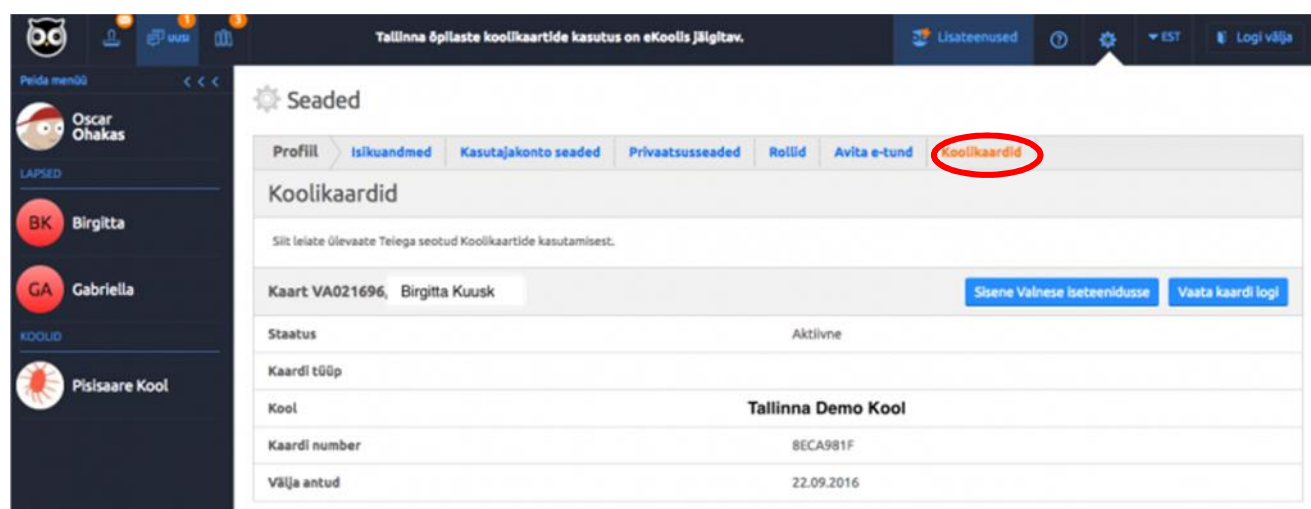 1
3
uusi
Tallinna õpilaste koolikaartide kasutus on eKoolis jälgitav.
Lisateenused
EST
Logi välja
Peida menüü <<<
Oscar
Ohakas
LAPSED
BK Birgitta
GA Gabriella
KOOLID
Pisisaare Kool
Seaded
Profiil Isikuandmed Kasutajakonto seaded Privaatsusseaded Rollid Avita e-tund Koolikaardid
Koolikaardid
Siit leiate ülevaate Teiega seotud Koolikaartide kasutamisest.
Kaart VA021696, Birgitta Kuusk Sisene Valnese iseteenidusse Vaata kaardi logi
Staatus Aktiivne
Kaardi tüüp
Kool Tallinna Demo Kool
Kaardi number 8ECA981F
Välja antud 22.09.2016